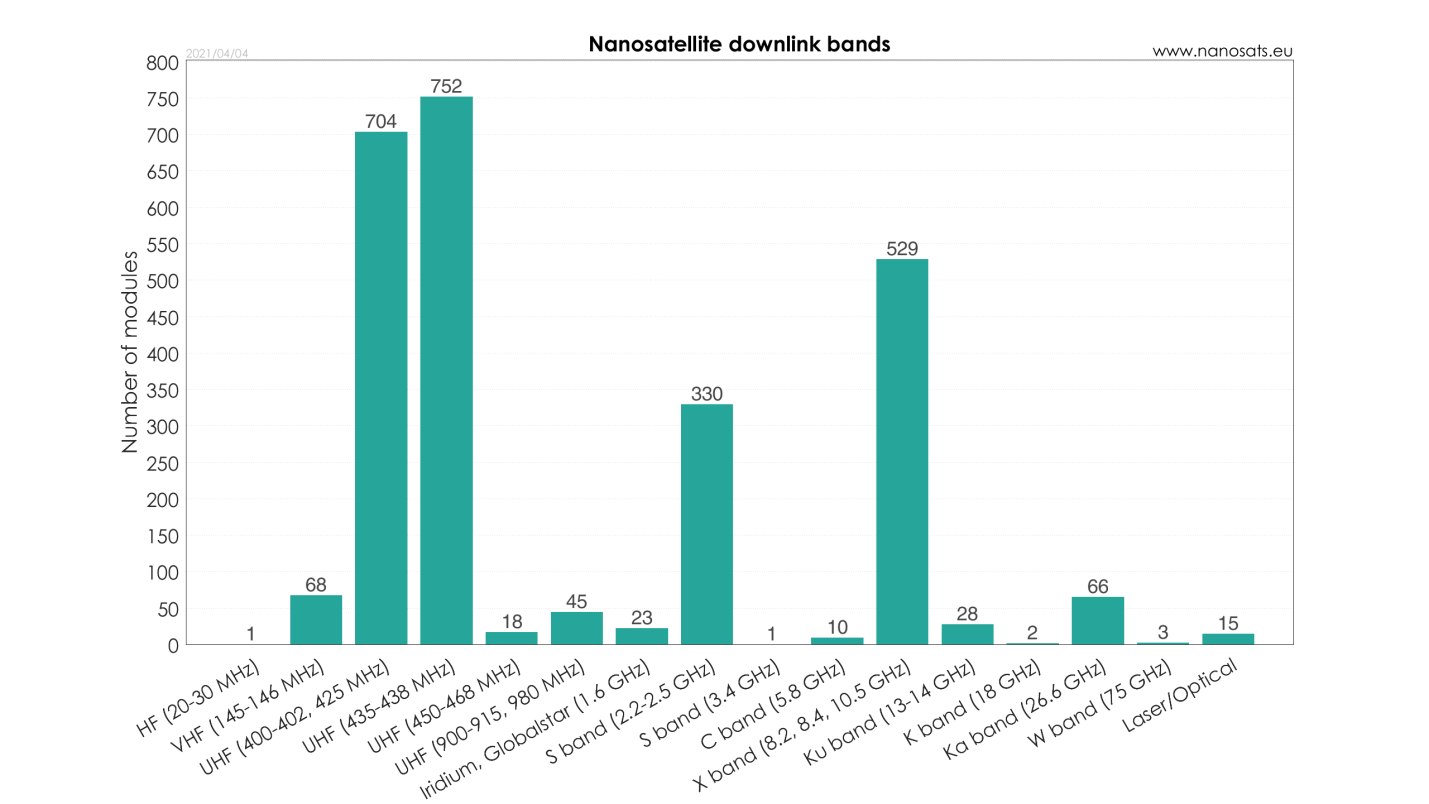 Nanosatellite downlink bands
2021/04/04
www.nanosats.eu
Number of modules
800
750
700
650
600
550
500
450
400
350
300
250
200
150
100
50
0
1
68
704
752
18
45
23
330
1
10
529
28
2
66
3
15
HF (20-30 MHz)
VHF (145-146 MHz)
UHF (400-402, 425 MHz)
UHF (435-438 MHz)
UHF (450-468 MHz)
UHF (900-915, 980 MHz)
Iridium, Globalstar (1.6 GHz)
S band (2.2-2.5 GHz)
S band (3.4 GHz)
C band (5.8 GHz)
X band (8.2, 8.4, 10.5 GHz)
Ku band (13-14 GHz)
K band (18 GHz)
Ka band (26.6 GHz)
W band (75 GHz)
Laser/Optical